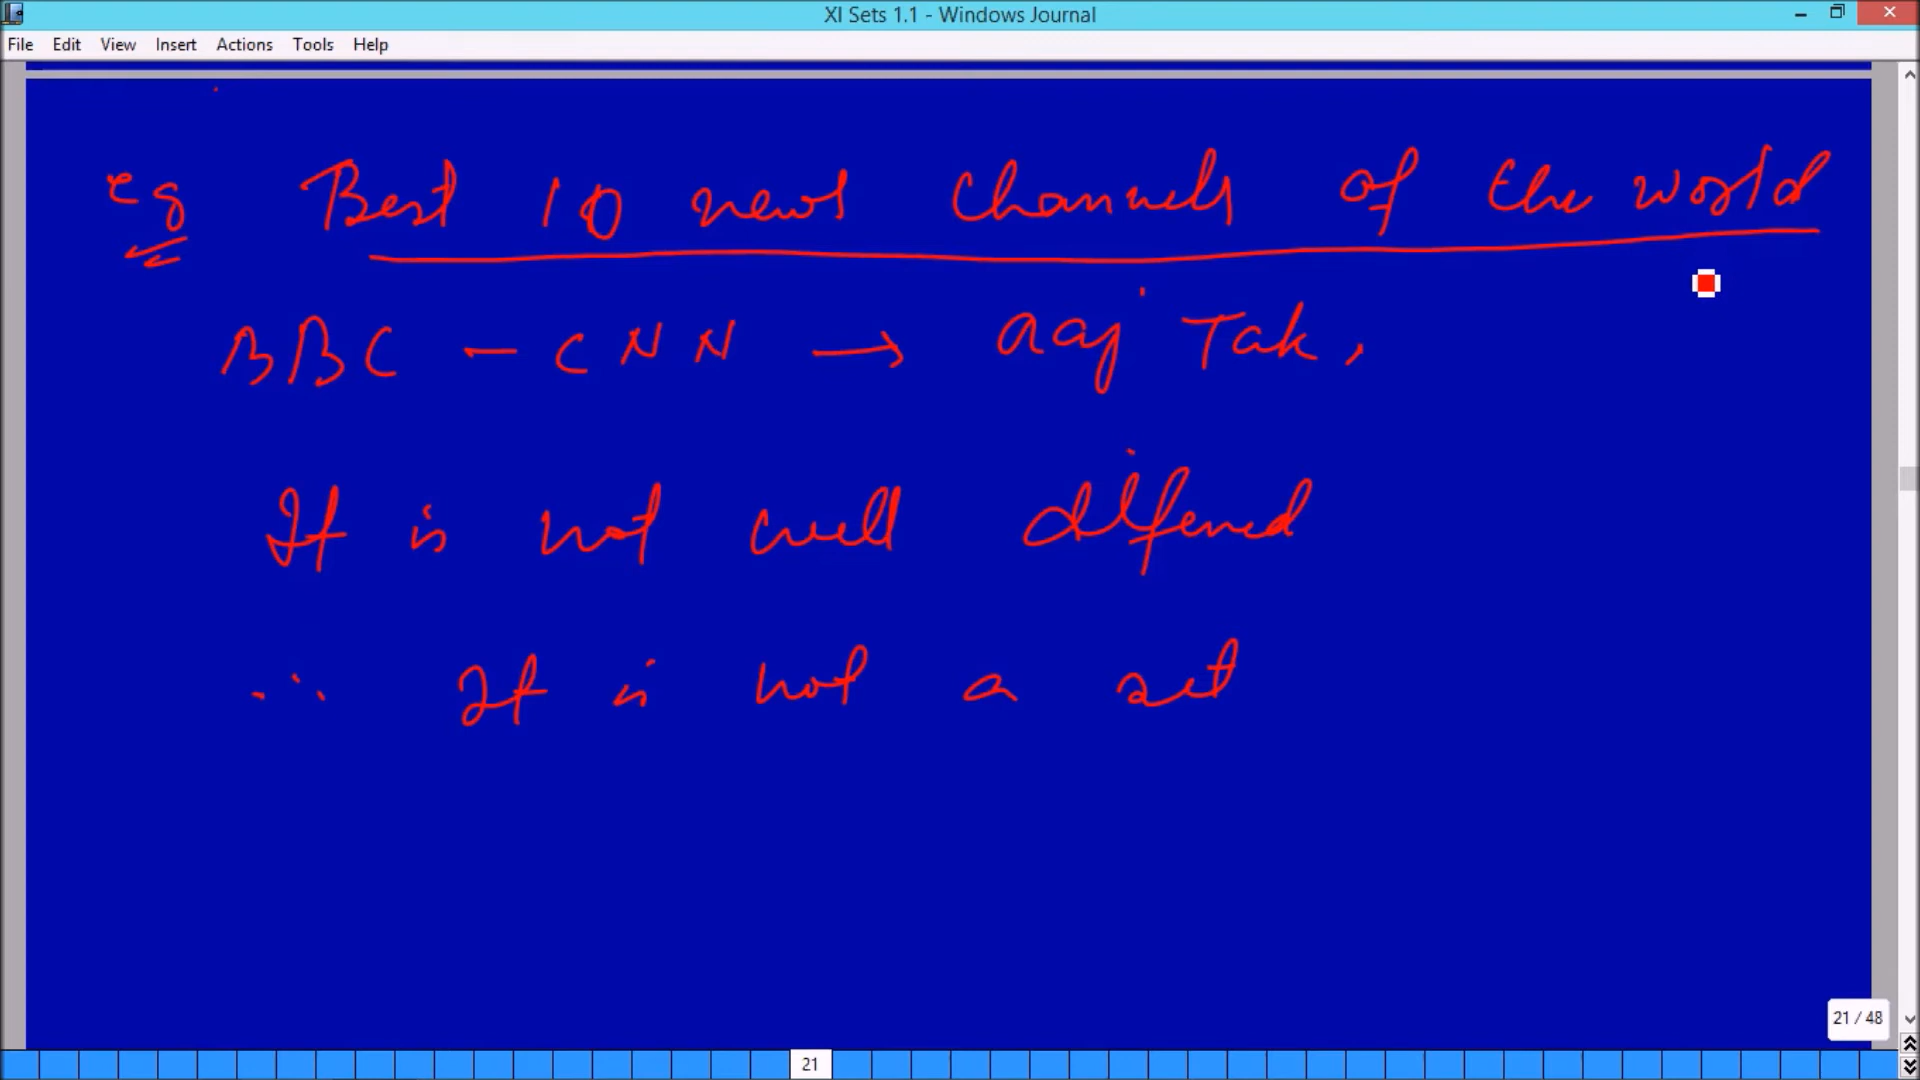 XI Sets 1.1 - Windows Journal
File Edit View Insert Actions Tools Help
eg Best 10 news channels of the world
BBC - CNN → Aaj Tak,
It is not well difened
∴ It is not a set
21 / 48
21